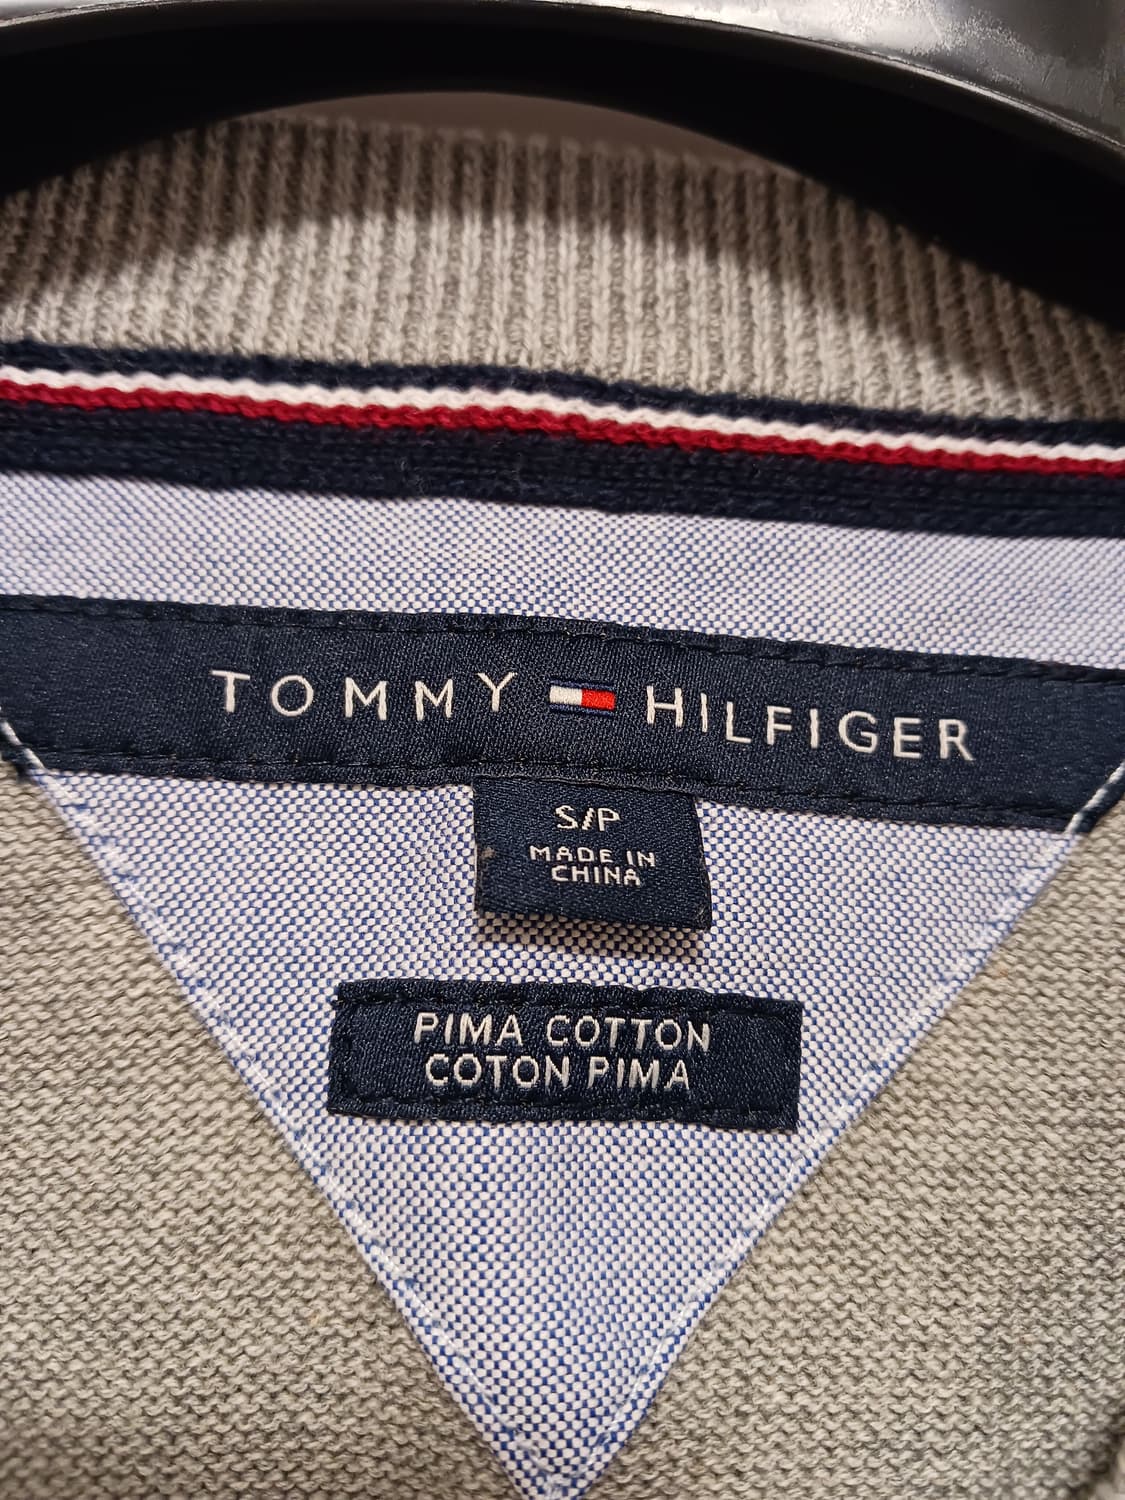 TOMMY HILFIGER
S/P
MADE IN
CHINA
PIMA COTTON
COTON PIMA